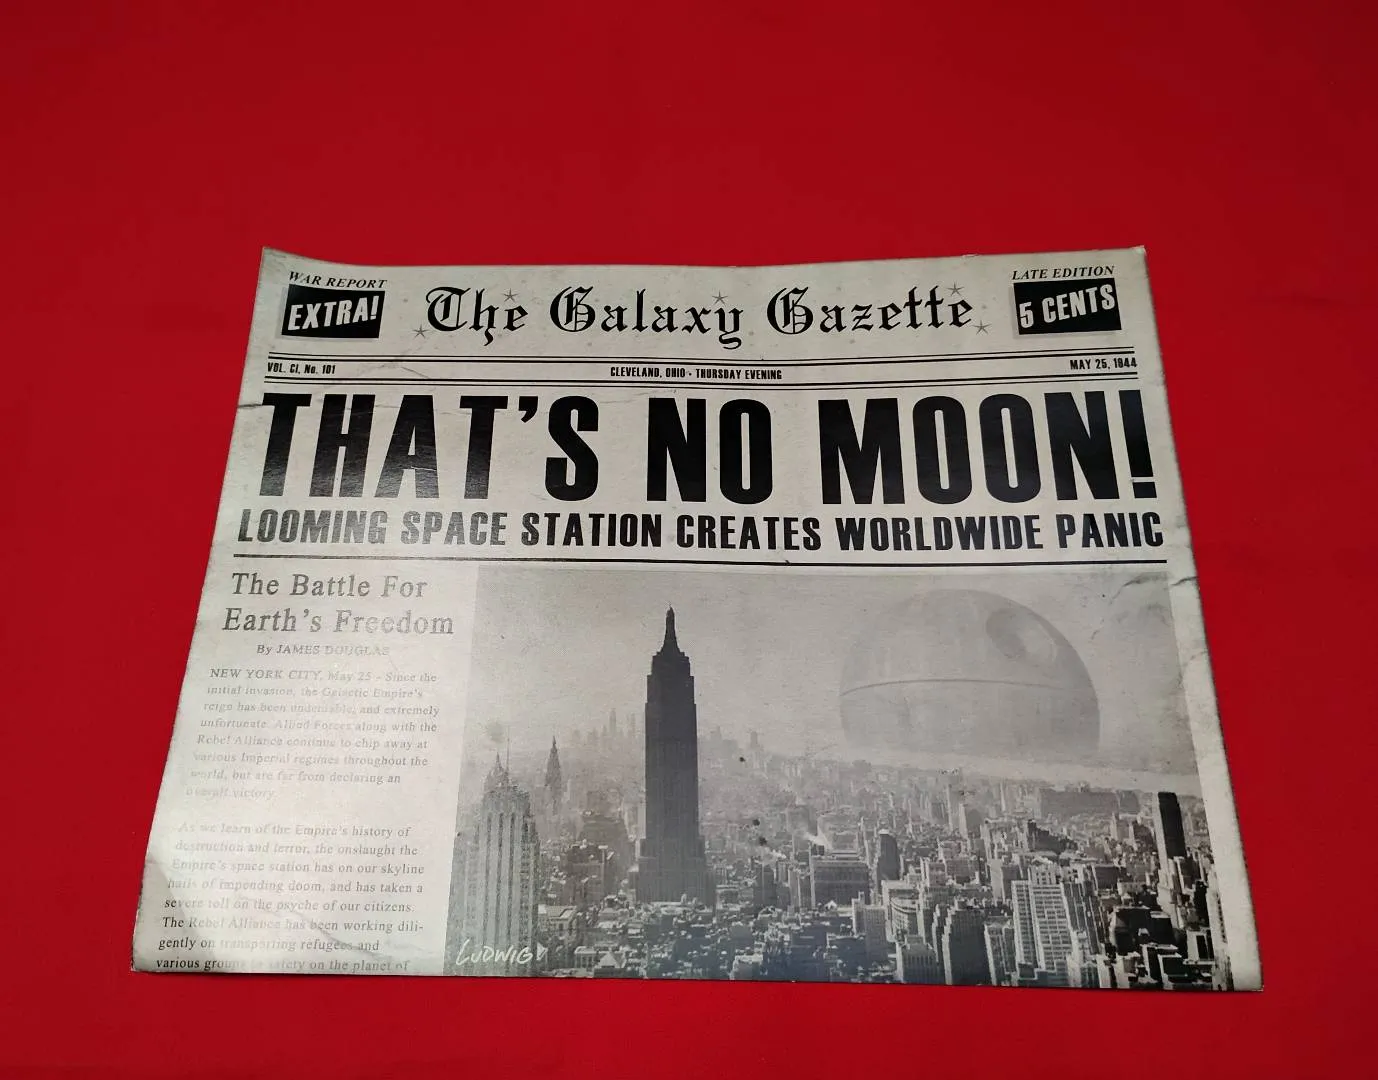 WAR REPORT
EXTRA!
The Galaxy Gazette
LATE EDITION
5 CENTS
VOL. CI, No. 101
CLEVELAND, OHIO · THURSDAY EVENING
MAY 25, 1944
THAT'S NO MOON!
LOOMING SPACE STATION CREATES WORLDWIDE PANIC
The Battle For
Earth's Freedom
By JAMES DOUGLAS
NEW YORK CITY, May 25 - Since the
initial invasion, the Galactic Empire's
reign has been undeniable, and extremely
unfortunate. Allied Forces along with the
Rebel Alliance continue to chip away at
various Imperial regimes throughout the
world, but are far from declaring an
overall victory.
As we learn of the Empire's history of
destruction and terror, the onslaught the
Empire's space station has on our skyline
hails of impending doom, and has taken a
severe toll on the psyche of our citizens.
The Rebel Alliance has been working dili-
gently on transporting refugees and
various groups to safety on the planet of
LUDWIG